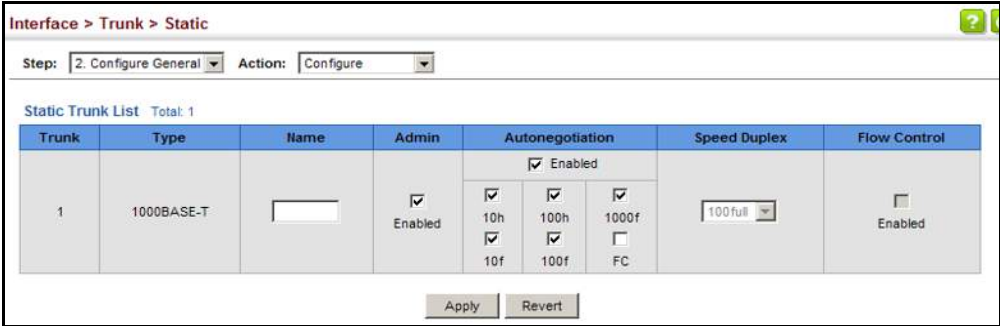 Interface > Trunk > Static
?
Step: 2. Configure General Action: Configure
Static Trunk List Total: 1
Trunk Type Name Admin Autonegotiation Speed Duplex Flow Control
Enabled
1 1000BASE-T Enabled 100full Enabled
10h 100h 1000f
10f 100f FC
Apply Revert